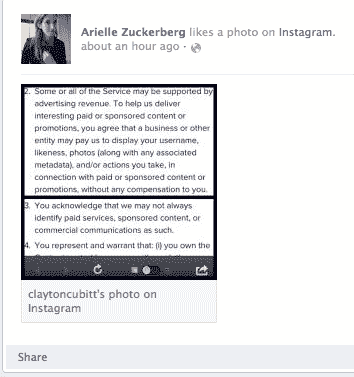 Arielle Zuckerberg likes a photo on Instagram.
about an hour ago ·
2. Some or all of the Service may be supported by
advertising revenue. To help us deliver
interesting paid or sponsored content or
promotions, you agree that a business or other
entity may pay us to display your username,
likeness, photos (along with any associated
metadata), and/or actions you take, in
connection with paid or sponsored content or
promotions, without any compensation to you.
3. You acknowledge that we may not always
identify paid services, sponsored content, or
commercial communications as such.
4. You represent and warrant that: (i) you own the
claytoncubitt's photo on
Instagram
Share